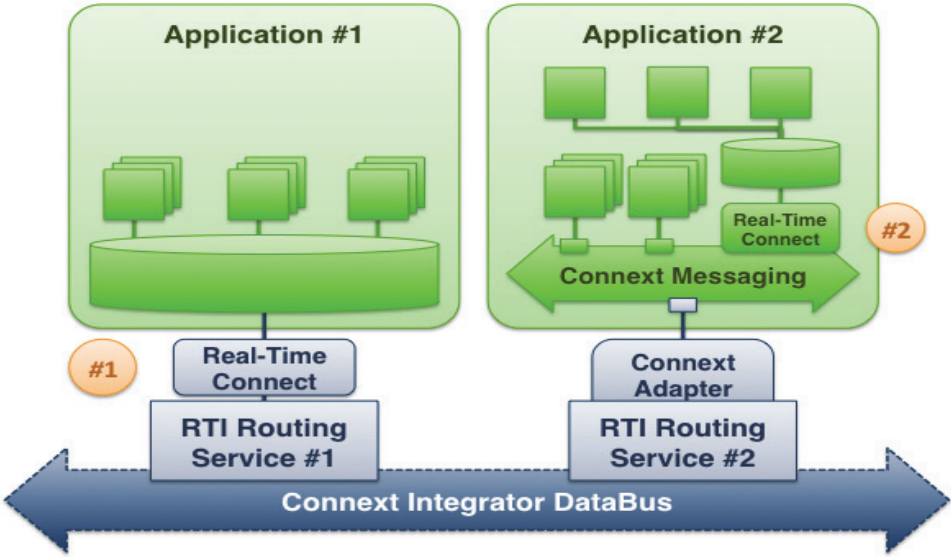 Application #1
Application #2
Real-Time
Connect
#2
Connext Messaging
#1
Real-Time
Connect
Connext
Adapter
RTI Routing
Service #1
RTI Routing
Service #2
Connext Integrator DataBus